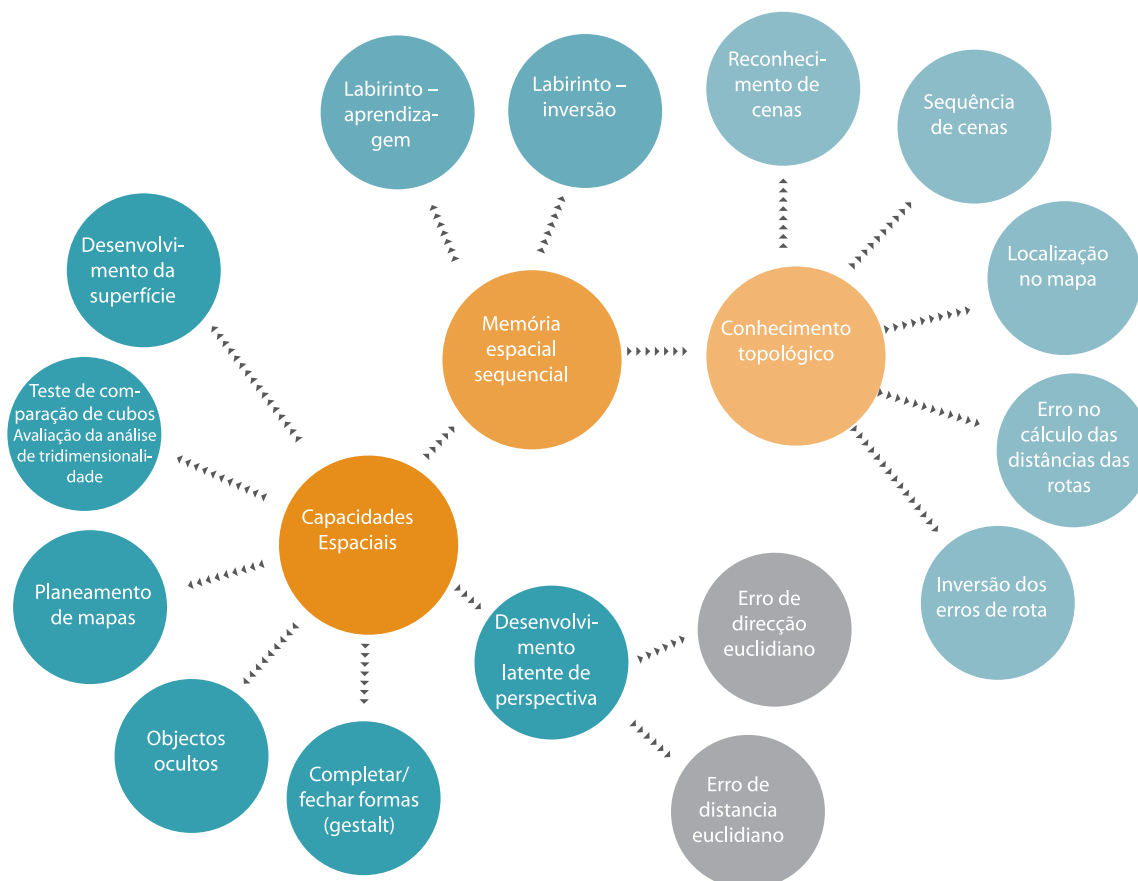 Labirinto –
aprendiza-
gem
Labirinto –
inversão
Reconheci-
mento de
cenas
Sequência
de cenas
Desenvolvi-
mento da
superfície
Localização
no mapa
Memória
espacial
sequencial
Conhecimento
topológico
Teste de com-
paração de cubos
Avaliação da análise
de tridimensionali-
dade
Erro no
cálculo das
distâncias das
rotas
Capacidades
Espaciais
Planeamento
de mapas
Desenvolvi-
mento
latente de
perspectiva
Erro de
direcção
euclidiano
Inversão dos
erros de rota
Objectos
ocultos
Completar/
fechar formas
(gestalt)
Erro de
distancia
euclidiano